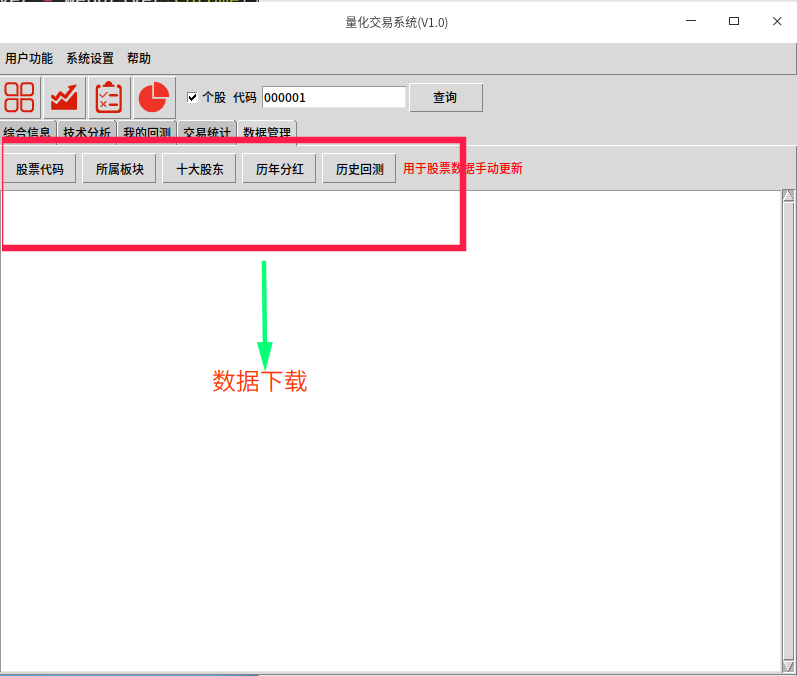 量化交易系统(V1.0)
用户功能 系统设置 帮助
个股 代码 000001 查询
综合信息 技术分析 我的回测 交易统计 数据管理
股票代码 所属板块 十大股东 历年分红 历史回测 用于股票数据手动更新
数据下载